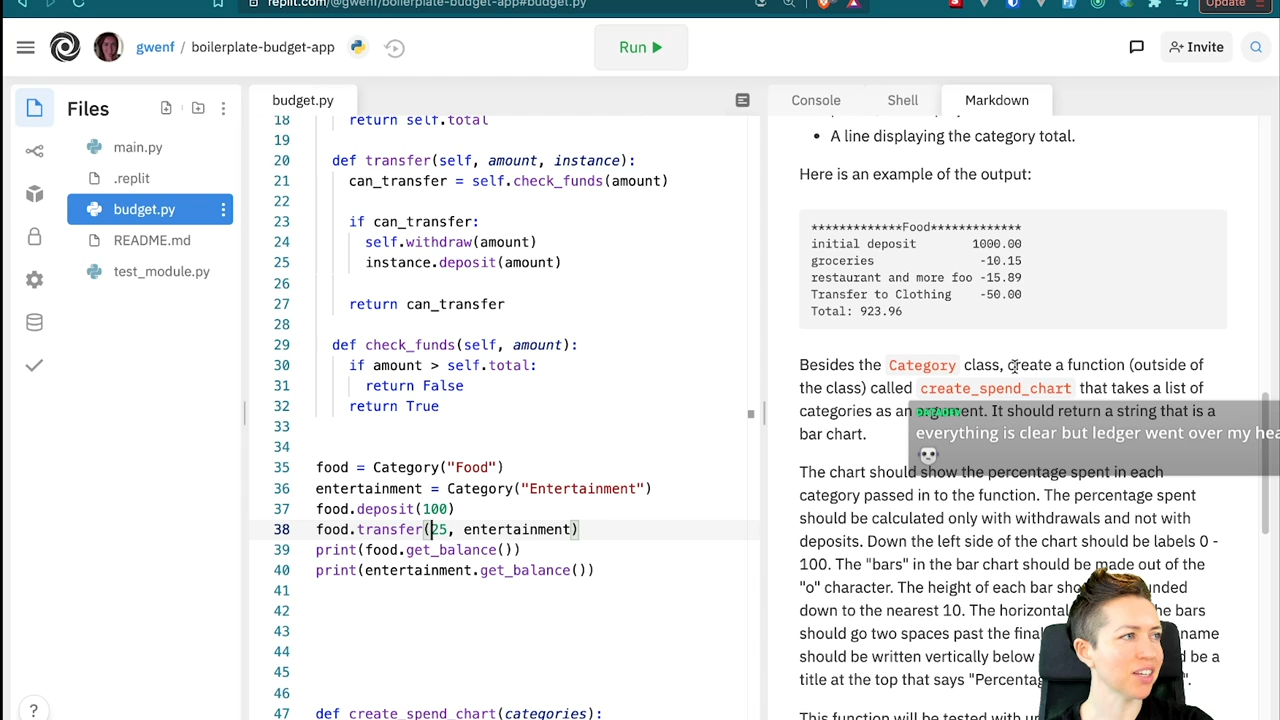 replit.com/@gwenf/boilerplate-budget-app#budget.py
Update
gwenf / boilerplate-budget-app
Run
Invite
Files
main.py
.replit
budget.py
README.md
test_module.py
budget.py
18 return self.total
19
20 def transfer(self, amount, instance):
21 can_transfer = self.check_funds(amount)
22
23 if can_transfer:
24 self.withdraw(amount)
25 instance.deposit(amount)
26
27 return can_transfer
28
29 def check_funds(self, amount):
30 if amount > self.total:
31 return False
32 return True
33
34
35 food = Category("Food")
36 entertainment = Category("Entertainment")
37 food.deposit(100)
38 food.transfer(25, entertainment)
39 print(food.get_balance())
40 print(entertainment.get_balance())
41
42
43
44
45
46
47 def create_spend_chart(categories):
Console Shell Markdown
• A line displaying the category total.
Here is an example of the output:
*************Food*************
initial deposit 1000.00
groceries -10.15
restaurant and more foo -15.89
Transfer to Clothing -50.00
Total: 923.96
Besides the Category class, create a function (outside of
the class) called create_spend_chart that takes a list of
categories as an argument. It should return a string that is a
bar chart.
everything is clear but ledger went over my
The chart should show the percentage spent in each
category passed in to the function. The percentage spent
should be calculated only with withdrawals and not with
deposits. Down the left side of the chart should be labels 0 -
100. The "bars" in the bar chart should be made out of the
"o" character. The height of each bar
down to the nearest 10. The horizontal bars
should go two spaces past the final name
should be written vertically below be a
title at the top that says
This function will be tested with
?